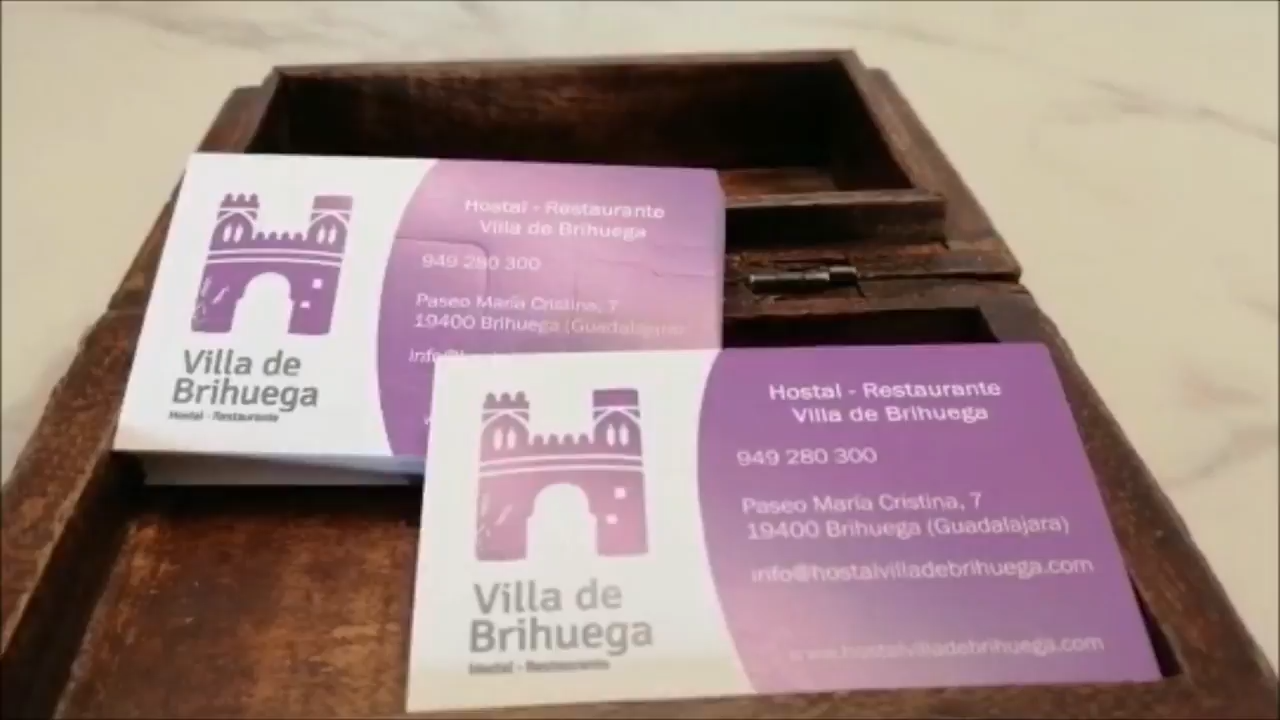 Villa de
Brihuega
Hostal - Restaurante
Hostal - Restaurante
Villa de Brihuega
949 280 300
Paseo María Cristina, 7
19400 Brihuega (Guadalajara)
Villa de
Brihuega
Hostal - Restaurante
Hostal - Restaurante
Villa de Brihuega
949 280 300
Paseo María Cristina, 7
19400 Brihuega (Guadalajara)
info@hostalvilladebrihuega.com
www.hostalvilladebrihuega.com